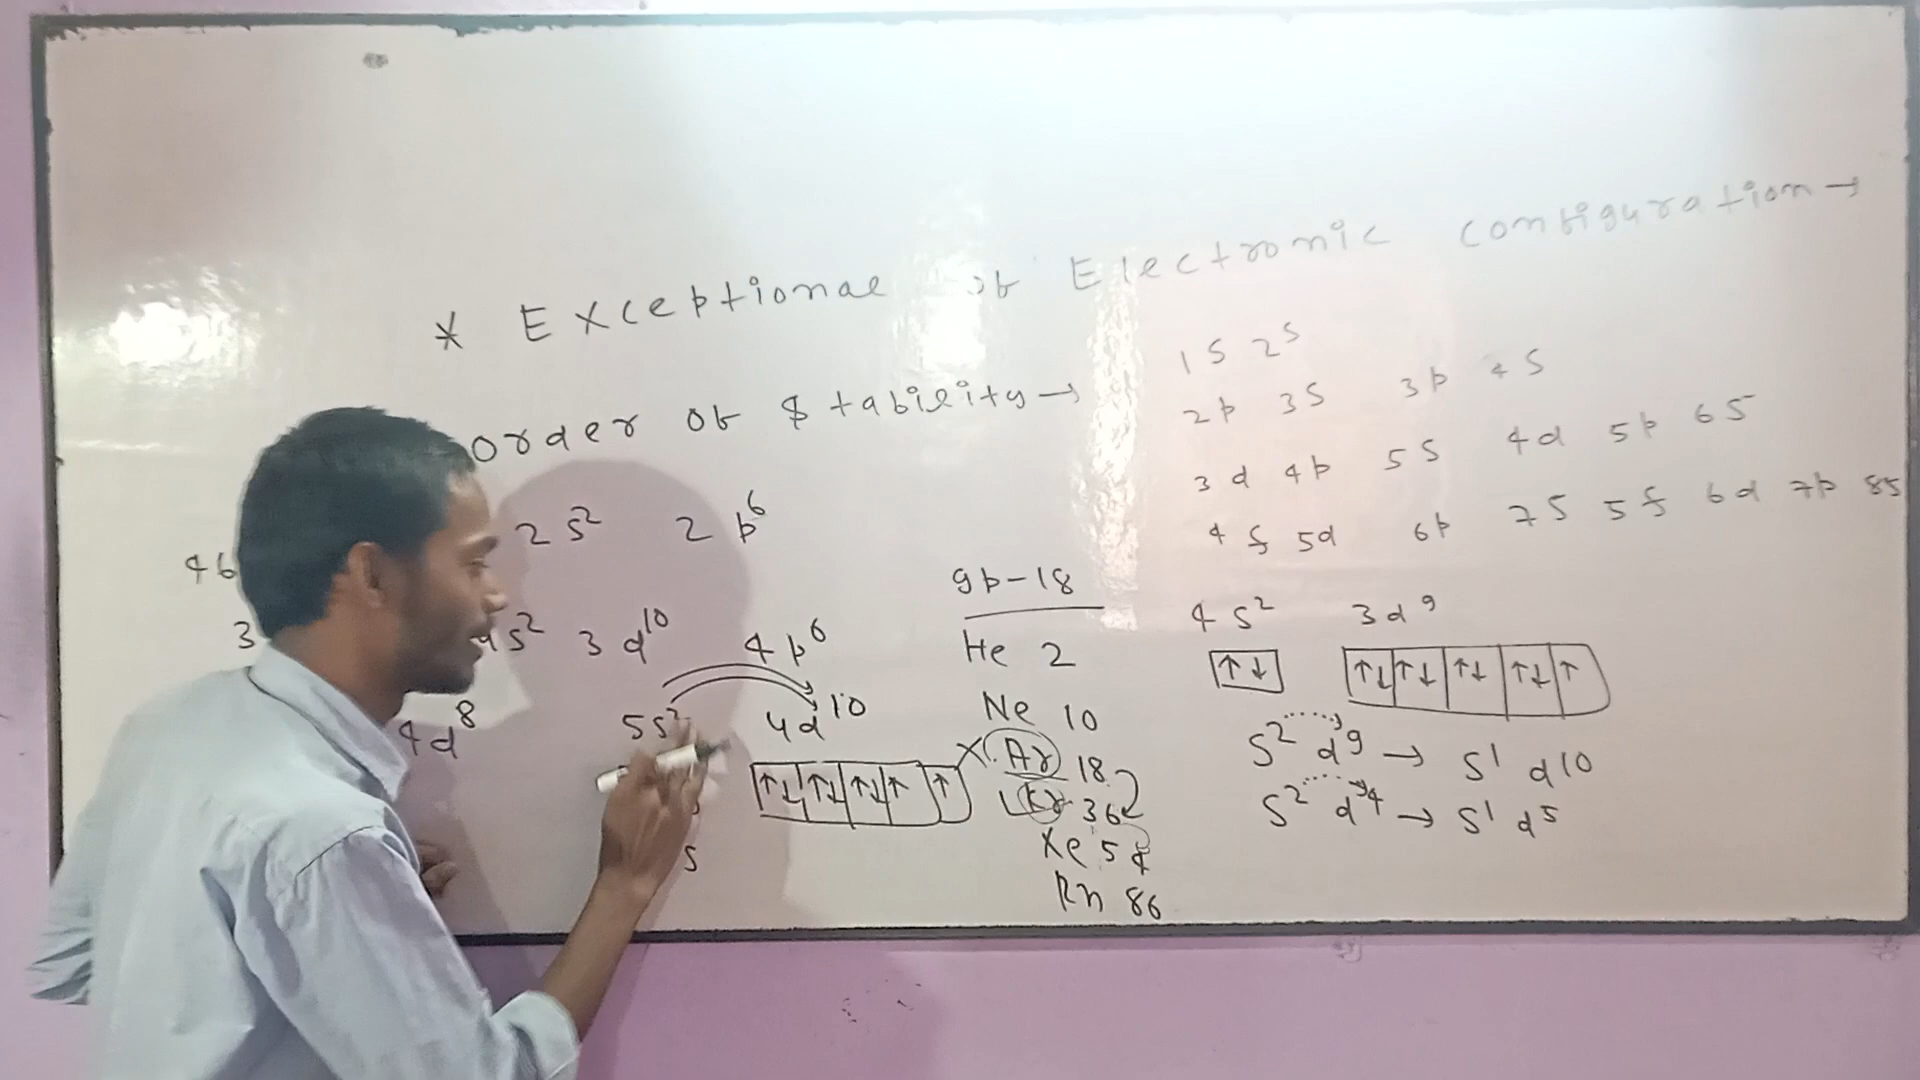 * Exceptional of Electronic configuration →
order of stability →
1s 2s
2p 3s 3p 4s
3d 4p 5s 4d 5p 6s
4f 5d 6p 7s 5f 6d 7p 8s
46 2s² 2p⁶
3 4s² 3d¹⁰ 4p⁶
4d⁸ 5s² 4d¹⁰
↑↓ ↑↓ ↑↓ ↑ ↑
s
gp-18
He 2
Ne 10
Ar 18
Kr 36
Xe 54
Rn 86
4s² 3d⁹
↑↓ ↑↓ ↑↓ ↑↓ ↑↓ ↑
s² d⁹ → s¹ d¹⁰
s² d⁴ → s¹ d⁵